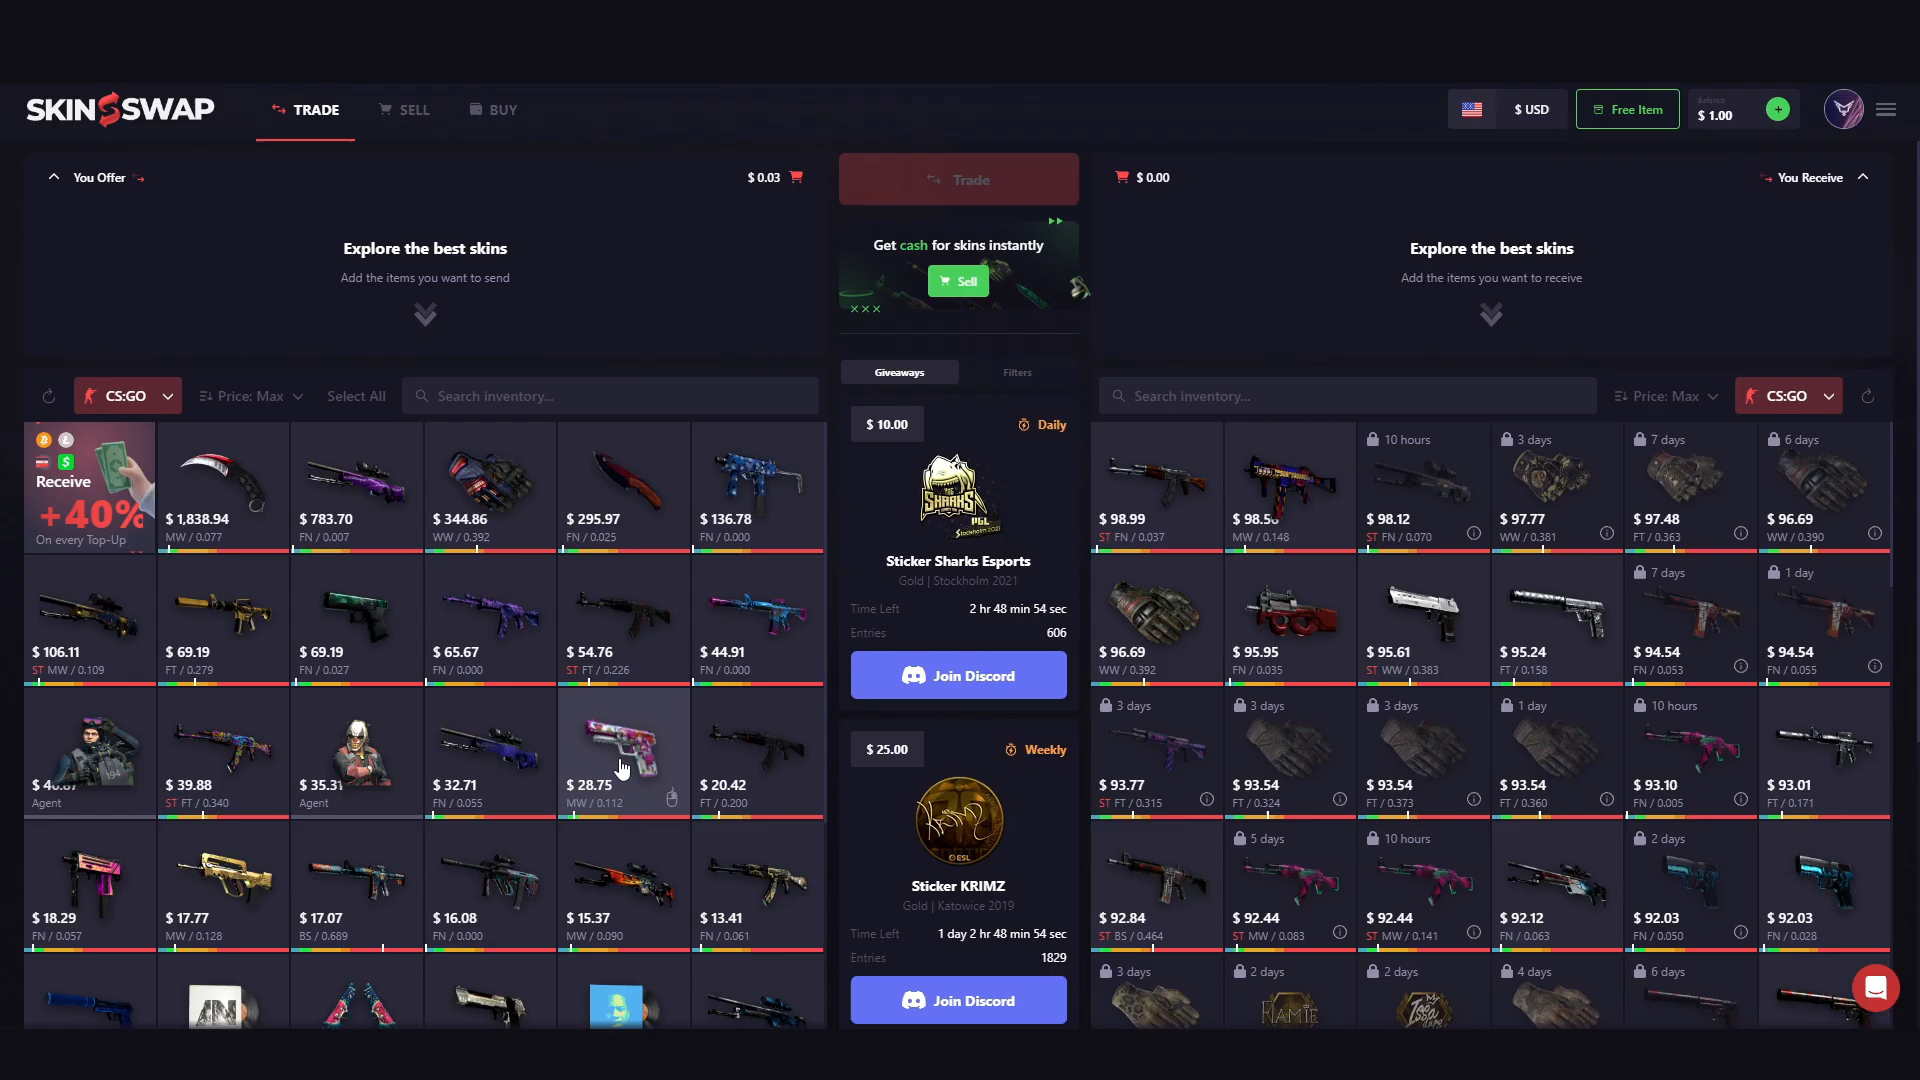 SKINSWAP
TRADE
SELL
BUY
$ USD
Free Item
Balance
$ 1.00
You Offer
$ 0.03
Trade
$ 0.00
You Receive
Explore the best skins
Add the items you want to send
Get cash for skins instantly
Sell
Explore the best skins
Add the items you want to receive
Giveaways
Filters
CS:GO
Price: Max
Select All
Search inventory...
Search inventory...
Price: Max
CS:GO
Receive
+40%
On every Top-Up
$ 1,838.94
MW / 0.077
$ 783.70
FN / 0.007
$ 344.86
WW / 0.392
$ 295.97
FN / 0.025
$ 136.78
FN / 0.000
$ 106.11
ST MW / 0.109
$ 69.19
FT / 0.279
$ 69.19
FN / 0.027
$ 65.67
FN / 0.000
$ 54.76
ST FT / 0.226
$ 44.91
FN / 0.000
194
Agent
$ 39.88
ST FT / 0.340
$ 35.31
Agent
$ 32.71
FN / 0.055
$ 28.75
MW / 0.112
$ 20.42
FT / 0.200
$ 18.29
FN / 0.057
$ 17.77
MW / 0.128
$ 17.07
BS / 0.689
$ 16.08
FN / 0.000
$ 15.37
MW / 0.090
$ 13.41
FN / 0.061
AN
$ 10.00
Daily
THE
SHARKS
PGL
Stockholm 2021
Sticker Sharks Esports
Gold | Stockholm 2021
Time Left
2 hr 48 min 54 sec
Entries
606
Join Discord
$ 25.00
Weekly
ESL
Sticker KRIMZ
Gold | Katowice 2019
Time Left
1 day 2 hr 48 min 54 sec
Entries
1829
Join Discord
$ 98.99
ST FN / 0.037
$ 98.56
MW / 0.148
10 hours
$ 98.12
ST FN / 0.070
3 days
$ 97.77
WW / 0.381
7 days
$ 97.48
FT / 0.363
6 days
$ 96.69
WW / 0.390
$ 96.69
WW / 0.392
$ 95.95
FN / 0.035
$ 95.61
ST WW / 0.383
$ 95.24
FT / 0.158
7 days
$ 94.54
FN / 0.053
1 day
$ 94.54
FN / 0.055
3 days
$ 93.77
ST FT / 0.315
3 days
$ 93.54
FT / 0.324
3 days
$ 93.54
FT / 0.373
1 day
$ 93.54
FT / 0.360
10 hours
$ 93.10
FN / 0.005
$ 93.01
FT / 0.171
$ 92.84
ST BS / 0.464
5 days
$ 92.44
ST MW / 0.083
10 hours
$ 92.44
ST MW / 0.141
$ 92.12
FN / 0.063
2 days
$ 92.03
FN / 0.050
$ 92.03
FN / 0.028
3 days
2 days
FLAMIE
2 days
4 days
6 days